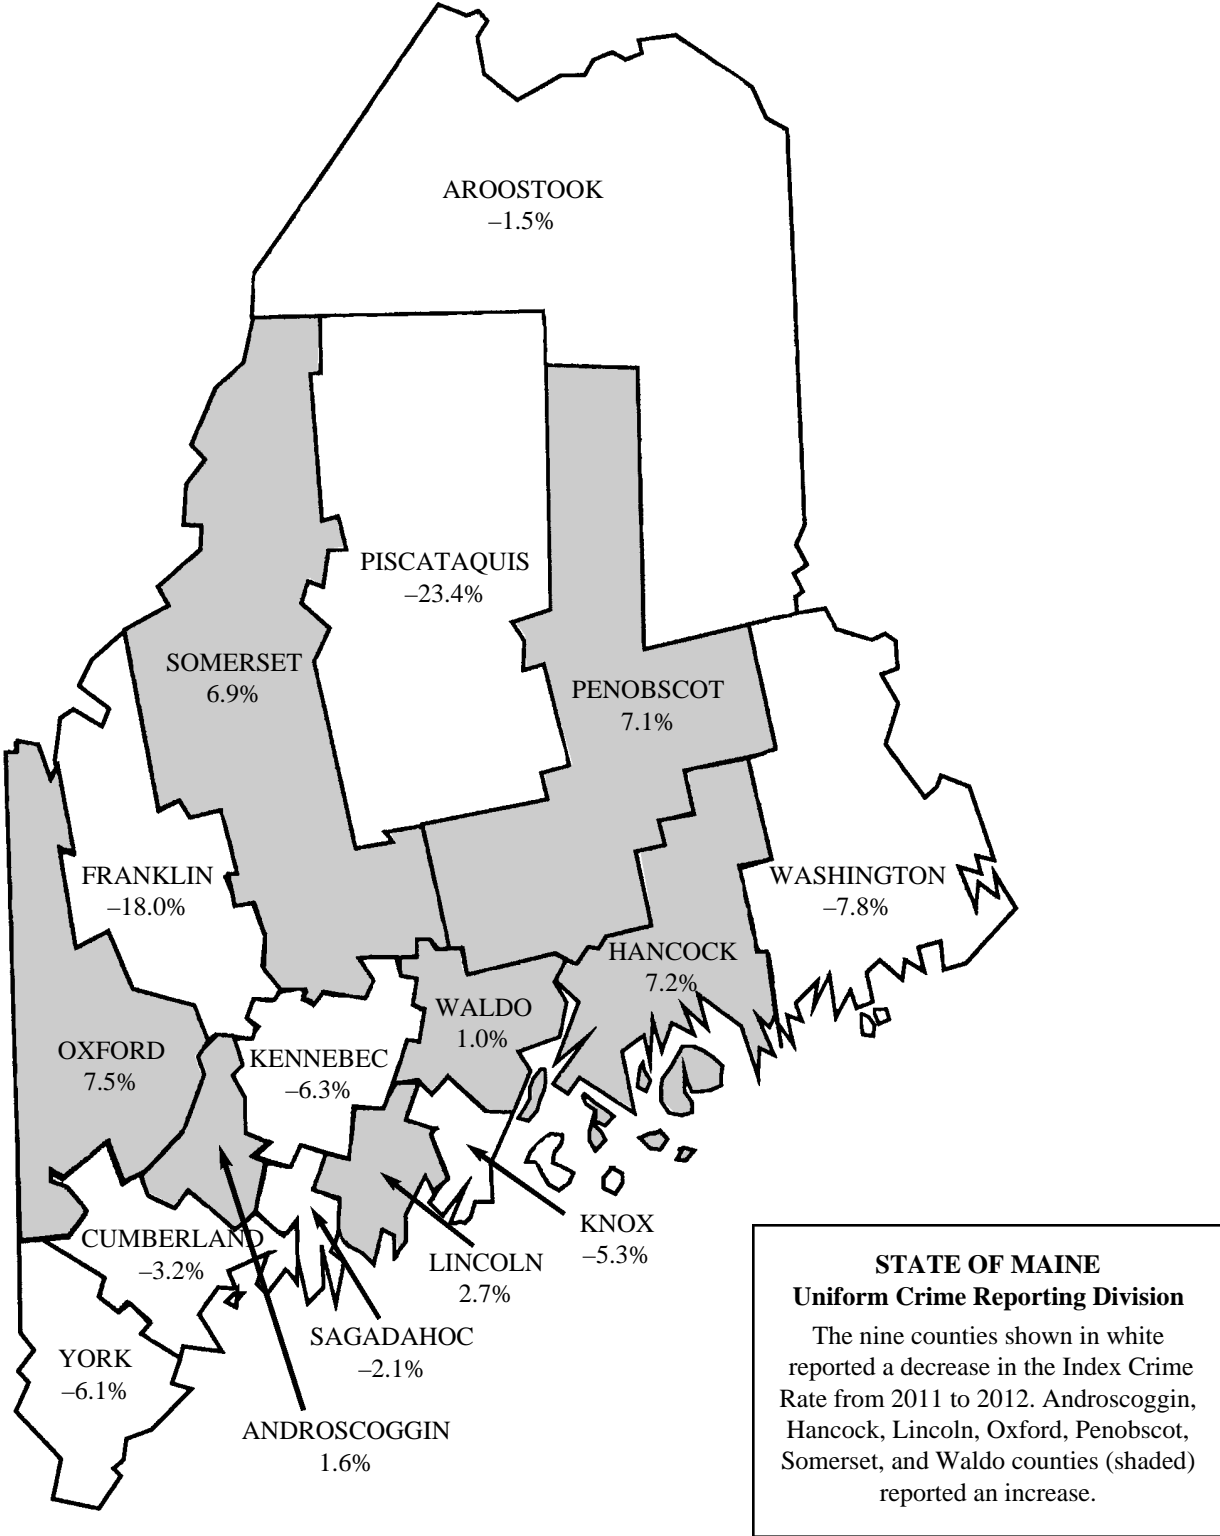 AROOSTOOK
–1.5%
PISCATAQUIS
–23.4%
SOMERSET
6.9%
PENOBSCOT
7.1%
FRANKLIN
–18.0%
WASHINGTON
–7.8%
HANCOCK
7.2%
WALDO
1.0%
OXFORD
7.5%
KENNEBEC
–6.3%
KNOX
–5.3%
CUMBERLAND
–3.2%
LINCOLN
2.7%
SAGADAHOC
–2.1%
YORK
–6.1%
ANDROSCOGGIN
1.6%
STATE OF MAINE
Uniform Crime Reporting Division
The nine counties shown in white
reported a decrease in the Index Crime
Rate from 2011 to 2012. Androscoggin,
Hancock, Lincoln, Oxford, Penobscot,
Somerset, and Waldo counties (shaded)
reported an increase.